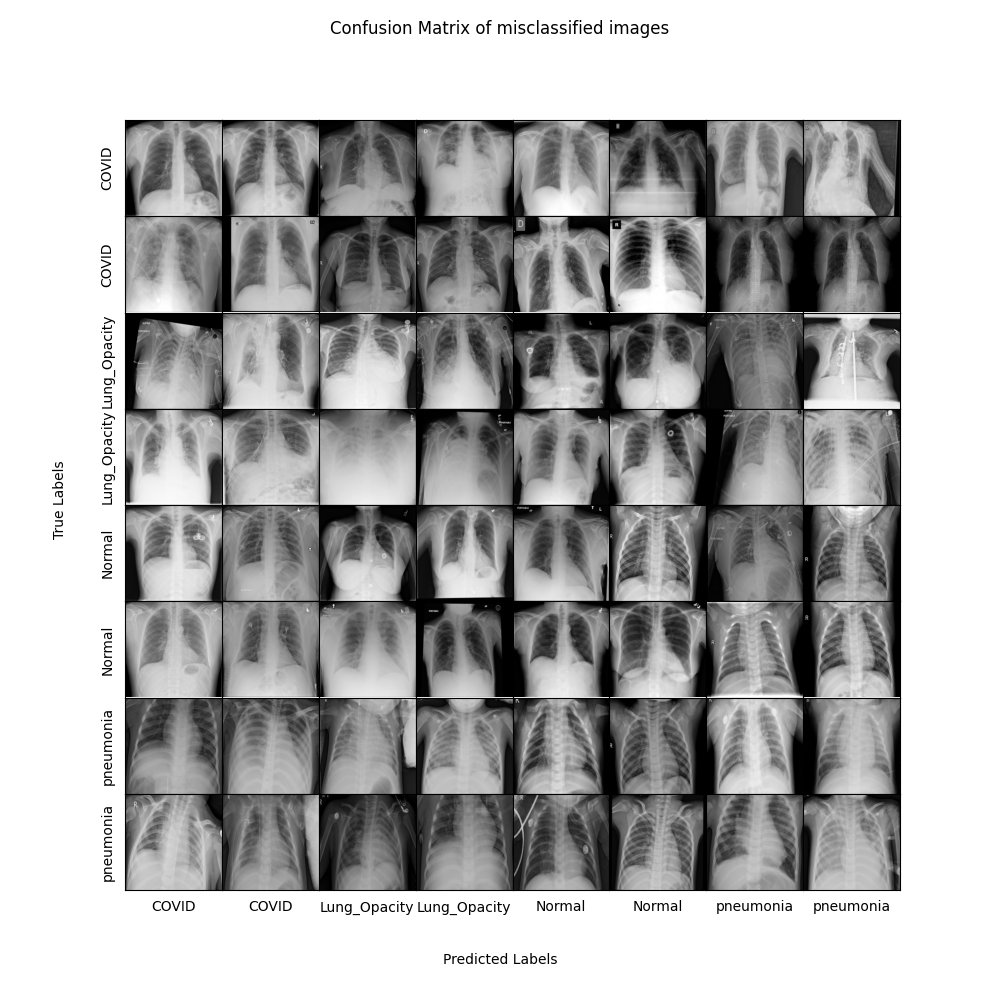 Confusion Matrix of misclassified images
COVID
COVID
Lung_Opacity
Lung_Opacity
Normal
Normal
pneumonia
pneumonia
True Labels
COVID COVID Lung_Opacity Lung_Opacity Normal Normal pneumonia pneumonia
Predicted Labels